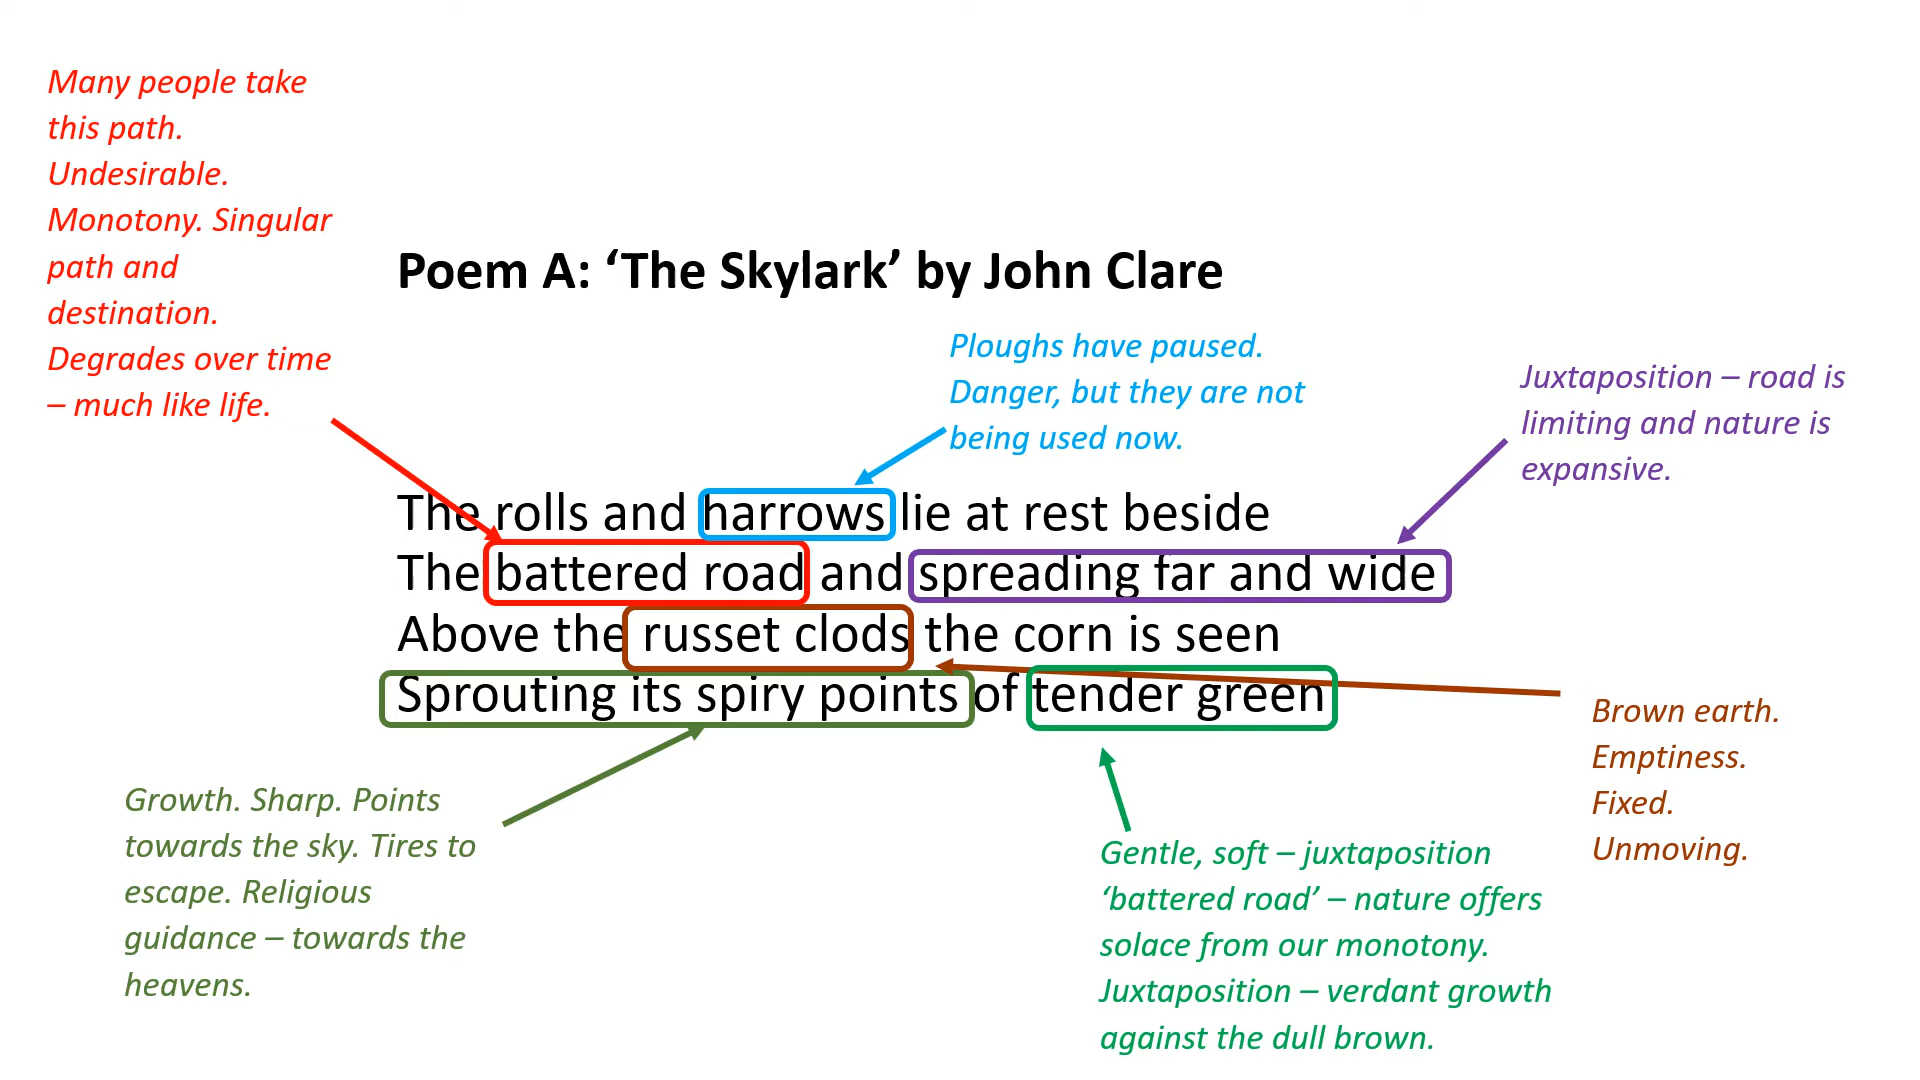 Many people take
this path.
Undesirable.
Monotony. Singular
path and
destination.
Degrades over time
– much like life.
Poem A: ‘The Skylark’ by John Clare
Ploughs have paused.
Danger, but they are not
being used now.
Juxtaposition – road is
limiting and nature is
expansive.
The rolls and harrows lie at rest beside
The battered road and spreading far and wide
Above the russet clods the corn is seen
Sprouting its spiry points of tender green
Brown earth.
Emptiness.
Fixed.
Unmoving.
Growth. Sharp. Points
towards the sky. Tires to
escape. Religious
guidance – towards the
heavens.
Gentle, soft – juxtaposition
‘battered road’ – nature offers
solace from our monotony.
Juxtaposition – verdant growth
against the dull brown.